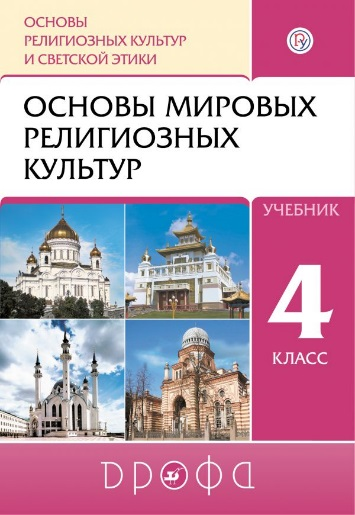 ОСНОВЫ
РЕЛИГИОЗНЫХ КУЛЬТУР
И СВЕТСКОЙ ЭТИКИ
ОСНОВЫ МИРОВЫХ
РЕЛИГИОЗНЫХ
КУЛЬТУР
УЧЕБНИК
4
КЛАСС
ДРОФА